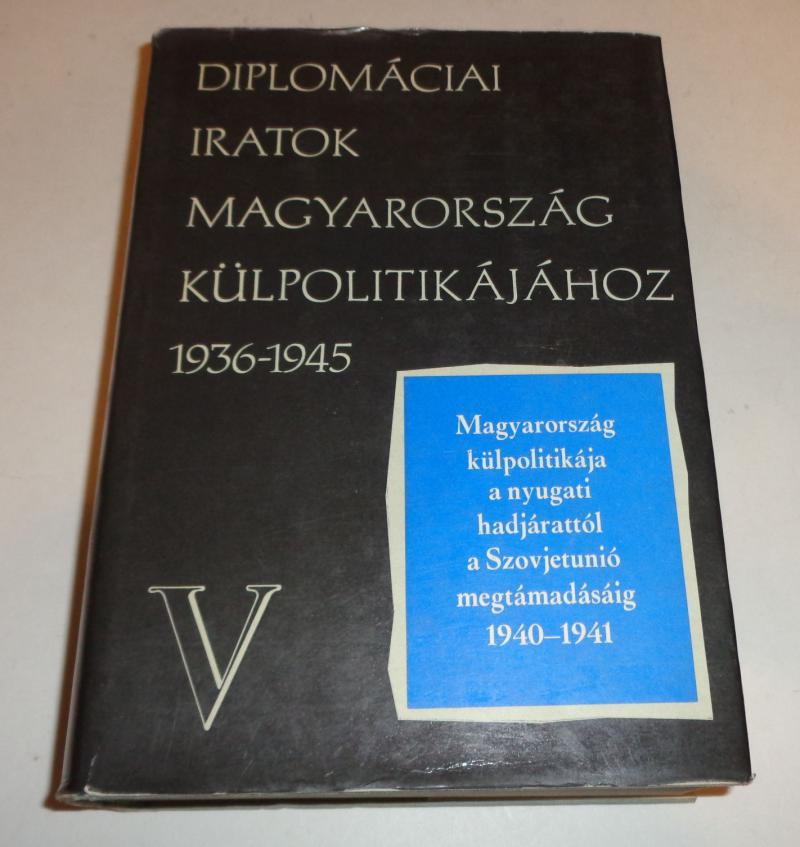 DIPLOMÁCIAI
IRATOK
MAGYARORSZÁG
KÜLPOLITIKÁJÁHOZ
1936-1945
Magyarország
külpolitikája
a nyugati
hadjárattól
a Szovjetunió
megtámadásáig
1940–1941
V